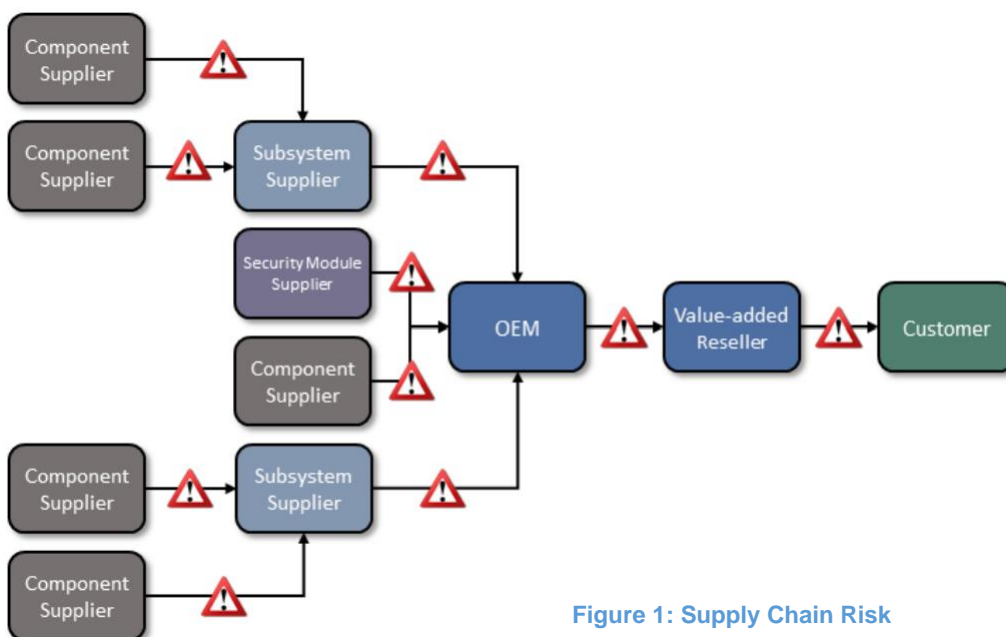 Component
Supplier
Component
Supplier
Subsystem
Supplier
Security Module
Supplier
Component
Supplier
OEM
Value-added
Reseller
Customer
Component
Supplier
Subsystem
Supplier
Component
Supplier
Figure 1: Supply Chain Risk